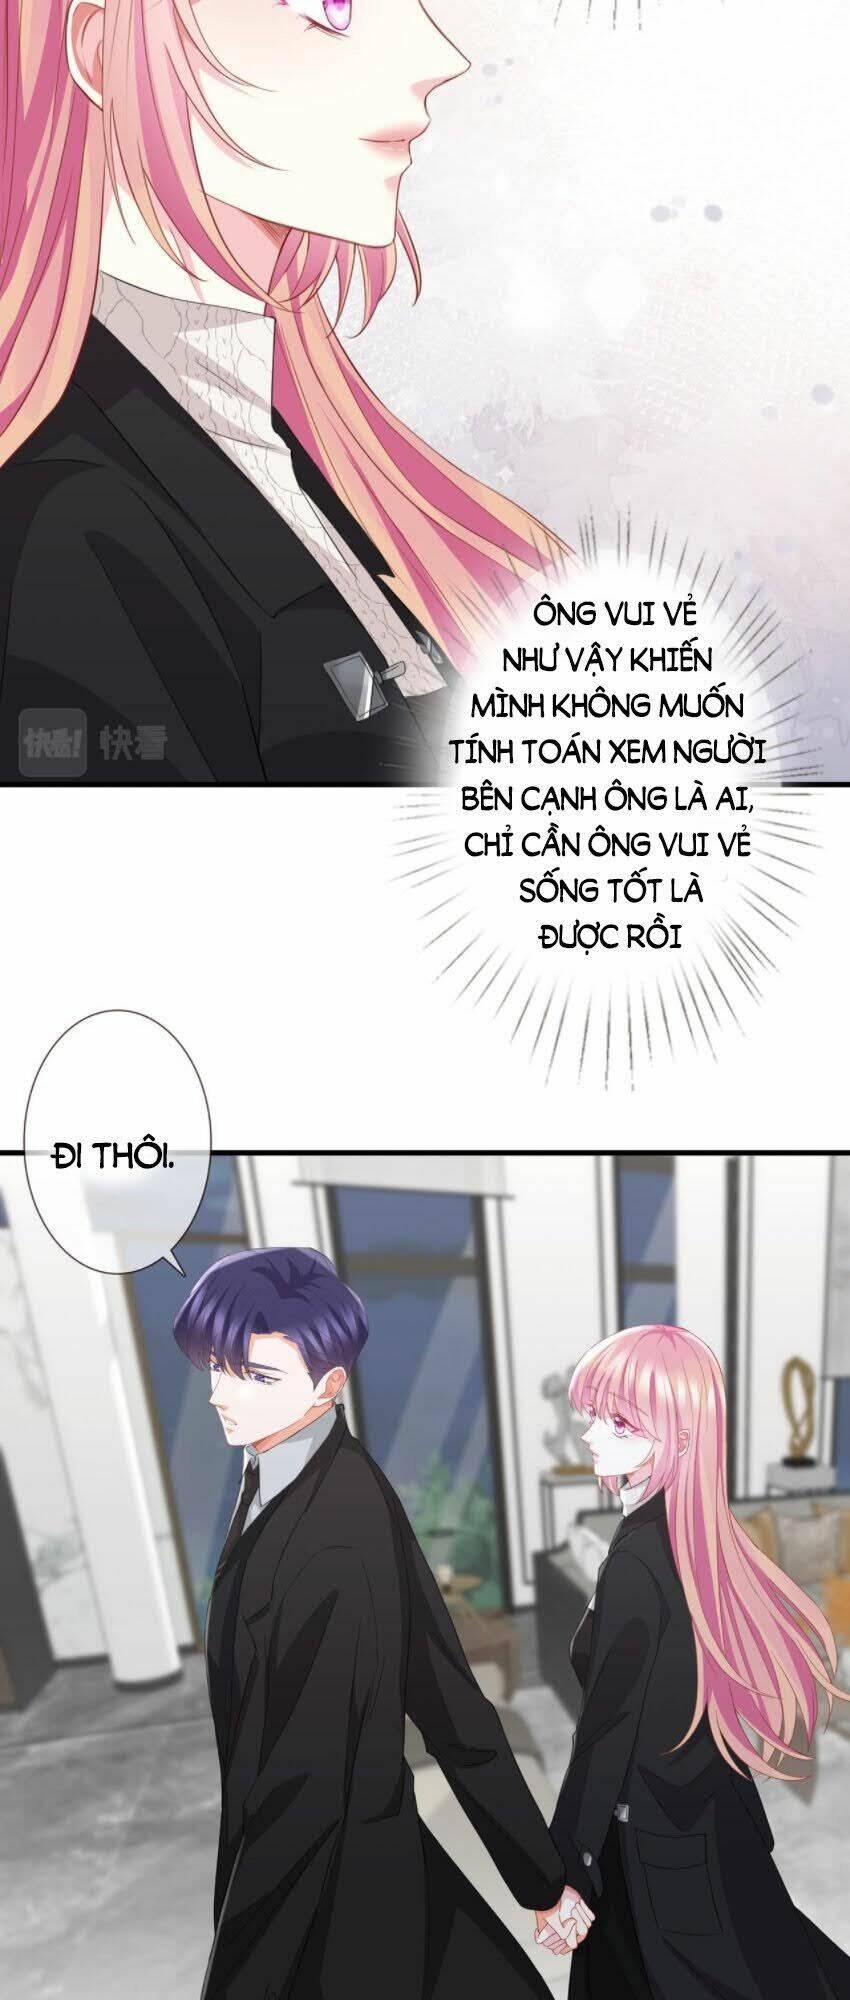 快看! 快看
ÔNG VUI VẺ
NHƯ VẬY KHIẾN
MÌNH KHÔNG MUỐN
TÍNH TOÁN XEM NGƯỜI
BÊN CẠNH ÔNG LÀ AI,
CHỈ CẦN ÔNG VUI VẺ
SỐNG TỐT LÀ
ĐƯỢC RỒI
ĐI THÔI.